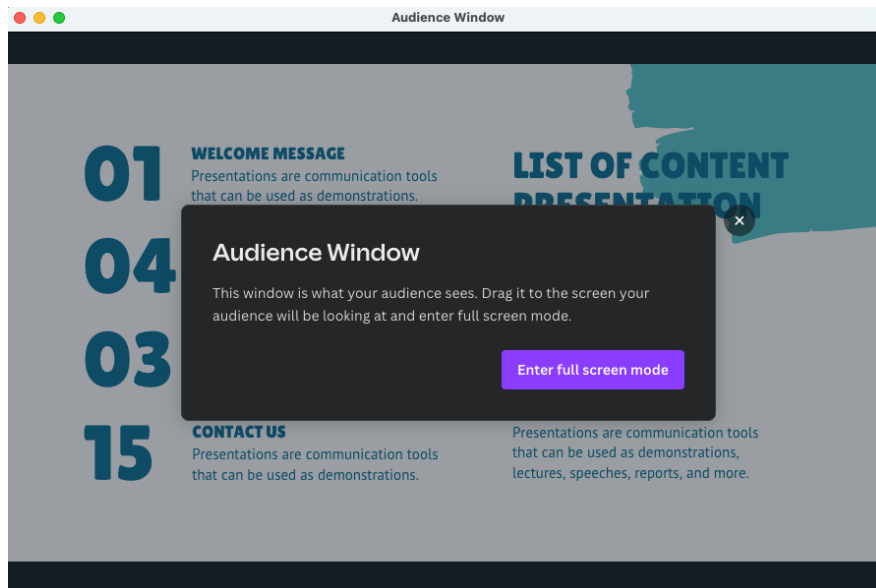 Audience Window
01
WELCOME MESSAGE
Presentations are communication tools
that can be used as demonstrations.
04
03
15
CONTACT US
Presentations are communication tools
that can be used as demonstrations.
LIST OF CONTENT
PRESENTATION
Presentations are communication tools
that can be used as demonstrations,
lectures, speeches, reports, and more.
Audience Window
This window is what your audience sees. Drag it to the screen your
audience will be looking at and enter full screen mode.
Enter full screen mode